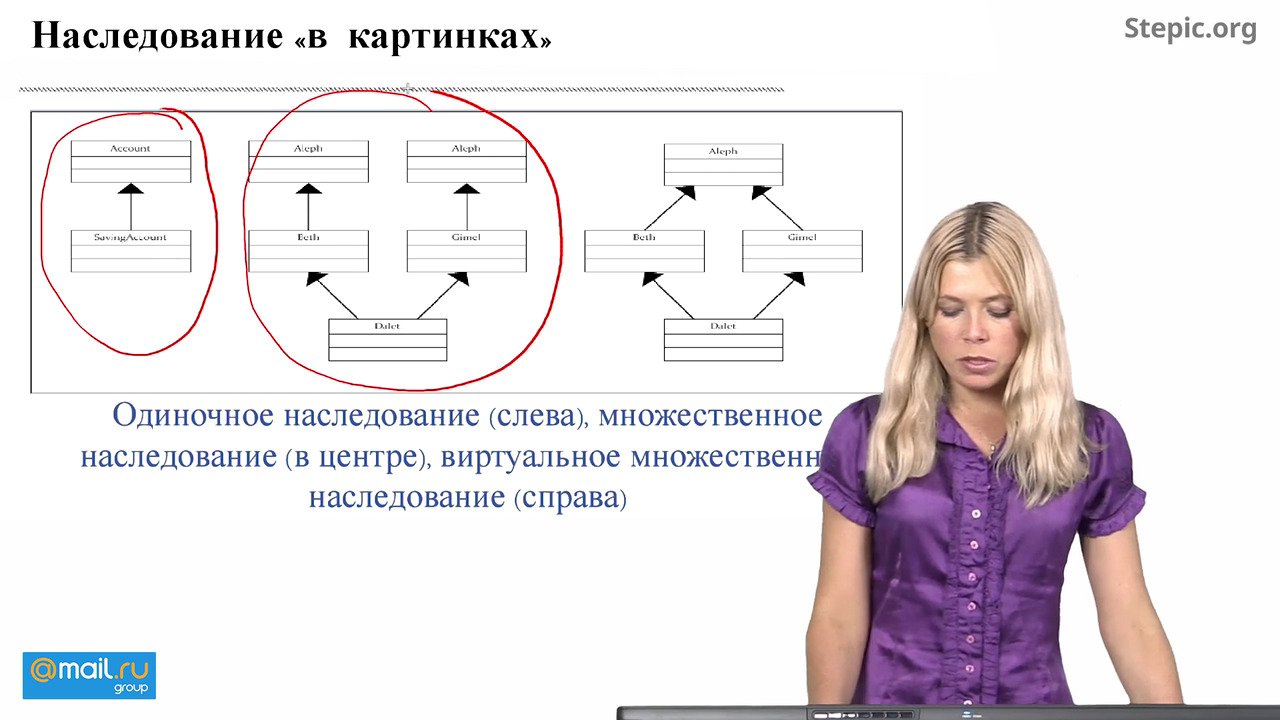 Наследование «в картинках»
Stepic.org
Account
Aleph
Aleph
Aleph
SavingAccount
Beth
Gimel
Beth
Gimel
Dalet
Dalet
Одиночное наследование (слева), множественное
наследование (в центре), виртуальное множественн
наследование (справа)
@mail.ru
group